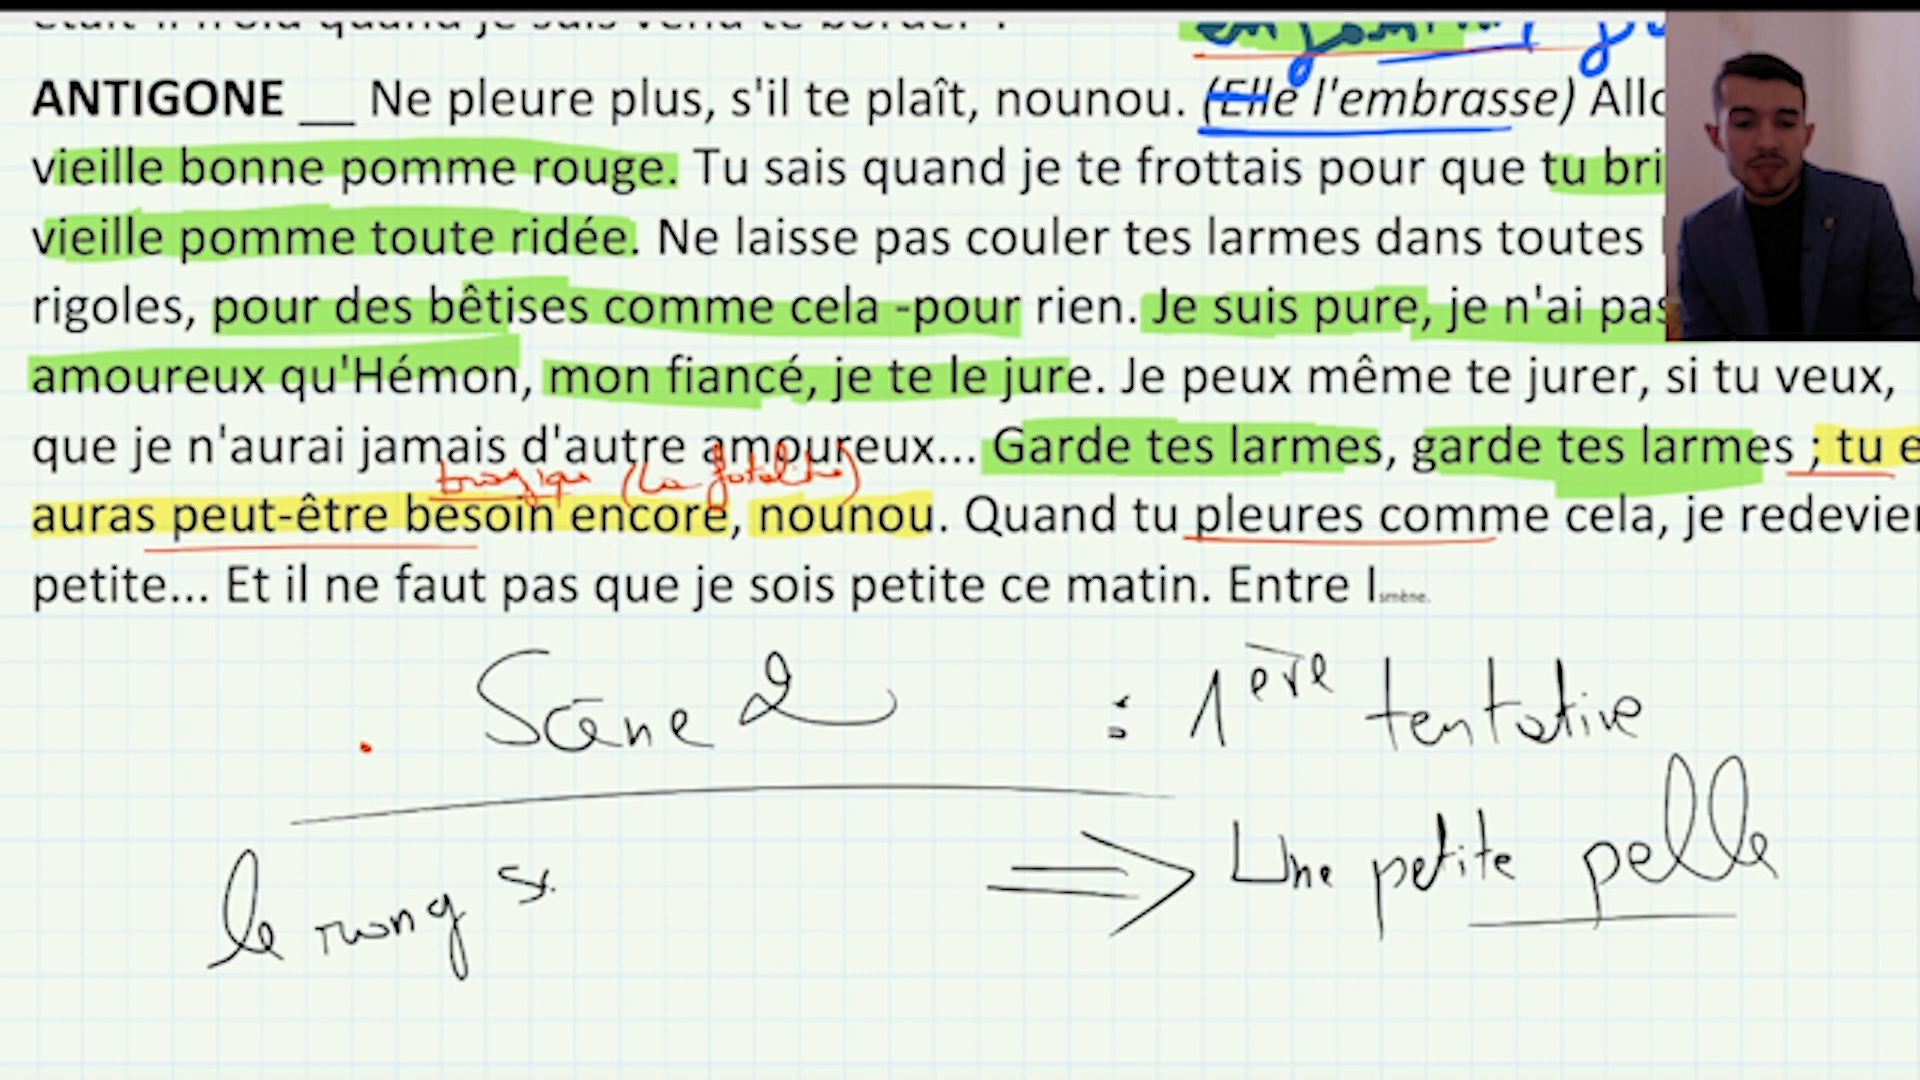 ANTIGONE __ Ne pleure plus, s'il te plaît, nounou. (Elle l'embrasse) Allo
vieille bonne pomme rouge. Tu sais quand je te frottais pour que tu bri
vieille pomme toute ridée. Ne laisse pas couler tes larmes dans toutes
rigoles, pour des bêtises comme cela -pour rien. Je suis pure, je n'ai pas
amoureux qu'Hémon, mon fiancé, je te le jure. Je peux même te jurer, si tu veux,
que je n'aurai jamais d'autre amoureux... Garde tes larmes, garde tes larmes ; tu e
tragique (la fatalité)
auras peut-être besoin encore, nounou. Quand tu pleures comme cela, je redevie
petite... Et il ne faut pas que je sois petite ce matin. Entre Ismène.
Scène 2 : 1ère tentative
le rang s. ⇒ Une petite pelle